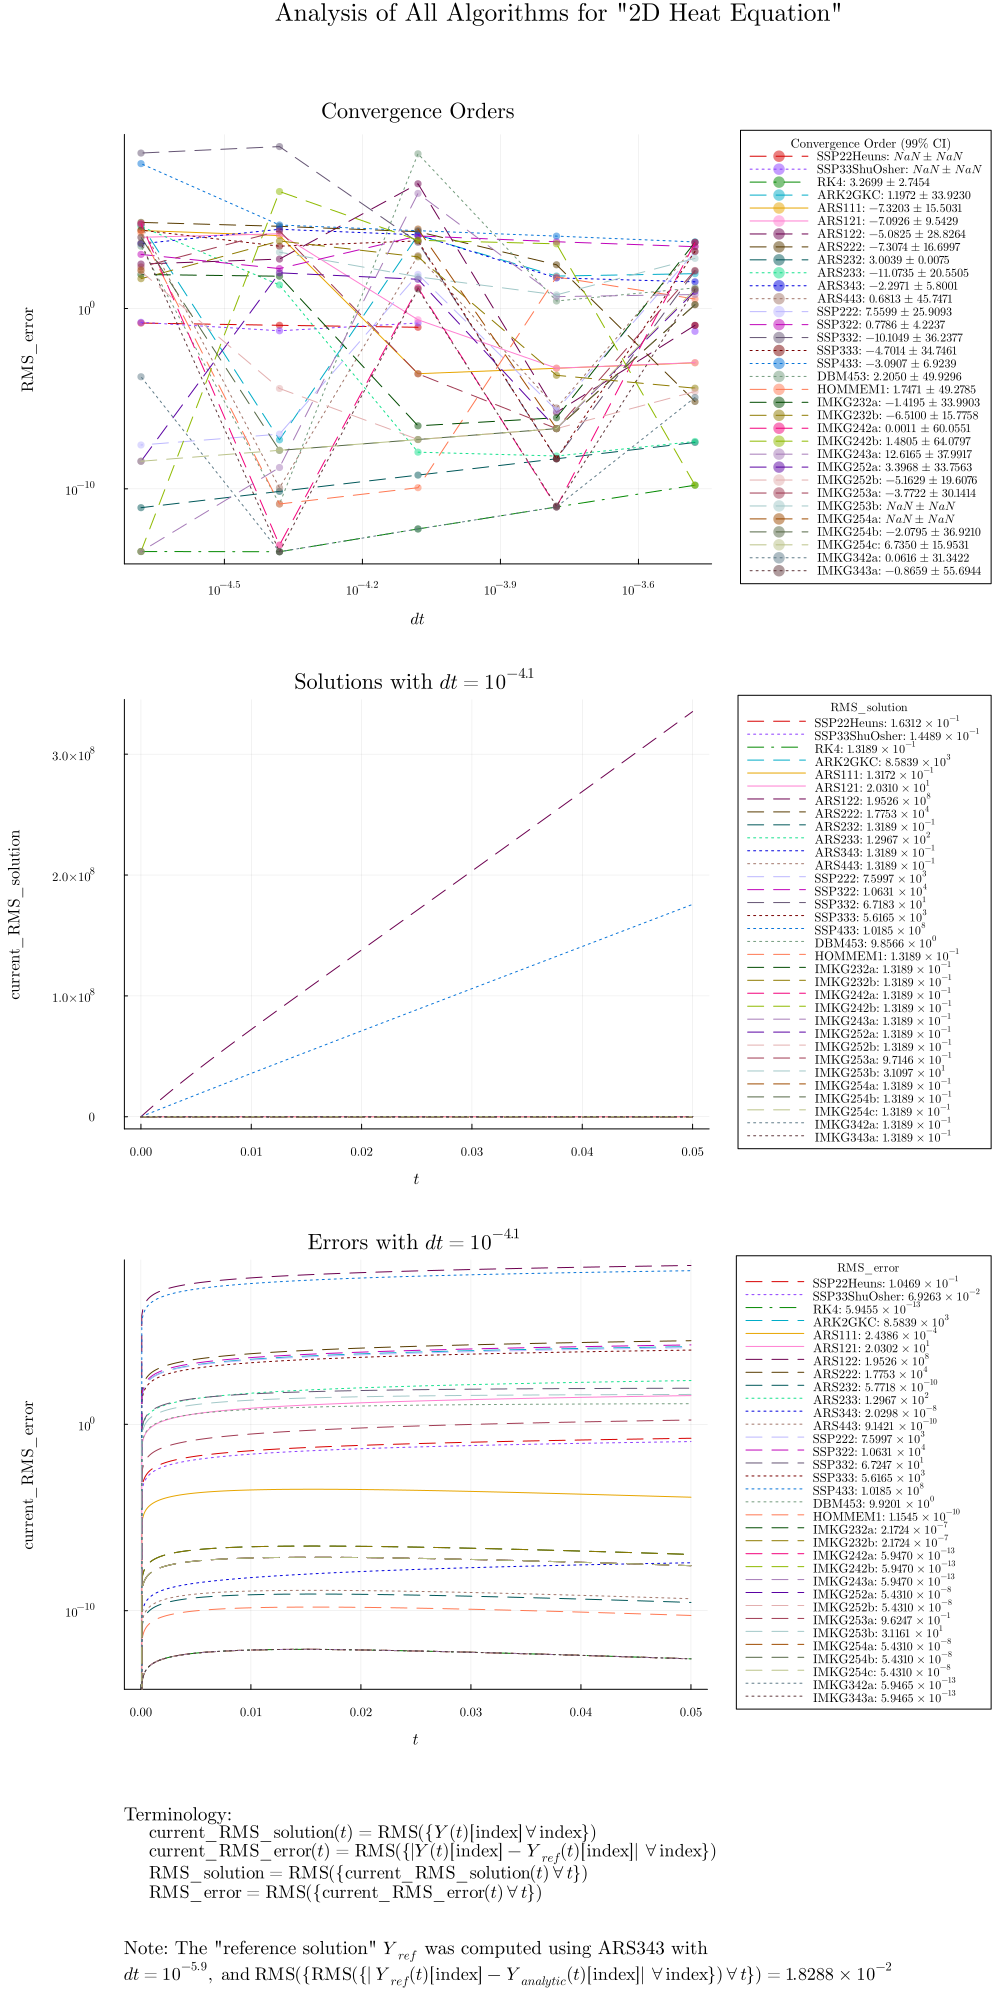 Analysis of All Algorithms for "2D Heat Equation"
Convergence Orders
RMS_error
10^0
10^−10
10^−4.5
10^−4.2
10^−3.9
10^−3.6
dt
Convergence Order (99% CI)
SSP22Heuns: NaN ± NaN
SSP33ShuOsher: NaN ± NaN
RK4: 3.2699 ± 2.7454
ARK2GKC: 1.1972 ± 33.9230
ARS111: −7.3203 ± 15.5031
ARS121: −7.0926 ± 9.5429
ARS122: −5.0825 ± 28.8264
ARS222: −7.3074 ± 16.6997
ARS232: 3.0039 ± 0.0075
ARS233: −11.0735 ± 20.5505
ARS343: −2.2971 ± 5.8001
ARS443: 0.6813 ± 45.7471
SSP222: 7.5599 ± 25.9093
SSP322: 0.7786 ± 4.2237
SSP332: −10.1049 ± 36.2377
SSP333: −4.7014 ± 34.7461
SSP433: −3.0907 ± 6.9239
DBM453: 2.2050 ± 49.9296
HOMMEM1: 1.7471 ± 49.2785
IMKG232a: −1.4195 ± 33.9903
IMKG232b: −6.5100 ± 15.7758
IMKG242a: 0.0011 ± 60.0551
IMKG242b: 1.4805 ± 64.0797
IMKG243a: 12.6165 ± 37.9917
IMKG252a: 3.3968 ± 33.7563
IMKG252b: −5.1629 ± 19.6076
IMKG253a: −3.7722 ± 30.1414
IMKG253b: NaN ± NaN
IMKG254a: NaN ± NaN
IMKG254b: −2.0795 ± 36.9210
IMKG254c: 6.7350 ± 15.9531
IMKG342a: 0.0616 ± 31.3422
IMKG343a: −0.8659 ± 55.6944
Solutions with dt = 10^−4.1
current_RMS_solution
3.0×10^8
2.0×10^8
1.0×10^8
0
0.00
0.01
0.02
0.03
0.04
0.05
t
RMS_solution
SSP22Heuns: 1.6312 × 10^−1
SSP33ShuOsher: 1.4489 × 10^−1
RK4: 1.3189 × 10^−1
ARK2GKC: 8.5839 × 10^3
ARS111: 1.3172 × 10^−1
ARS121: 2.0310 × 10^1
ARS122: 1.9526 × 10^8
ARS222: 1.7753 × 10^4
ARS232: 1.3189 × 10^−1
ARS233: 1.2967 × 10^2
ARS343: 1.3189 × 10^−1
ARS443: 1.3189 × 10^−1
SSP222: 7.5997 × 10^3
SSP322: 1.0631 × 10^4
SSP332: 6.7183 × 10^1
SSP333: 5.6165 × 10^3
SSP433: 1.0185 × 10^8
DBM453: 9.8566 × 10^0
HOMMEM1: 1.3189 × 10^−1
IMKG232a: 1.3189 × 10^−1
IMKG232b: 1.3189 × 10^−1
IMKG242a: 1.3189 × 10^−1
IMKG242b: 1.3189 × 10^−1
IMKG243a: 1.3189 × 10^−1
IMKG252a: 1.3189 × 10^−1
IMKG252b: 1.3189 × 10^−1
IMKG253a: 9.7146 × 10^−1
IMKG253b: 3.1097 × 10^1
IMKG254a: 1.3189 × 10^−1
IMKG254b: 1.3189 × 10^−1
IMKG254c: 1.3189 × 10^−1
IMKG342a: 1.3189 × 10^−1
IMKG343a: 1.3189 × 10^−1
Errors with dt = 10^−4.1
current_RMS_error
10^0
10^−10
0.00
0.01
0.02
0.03
0.04
0.05
t
RMS_error
SSP22Heuns: 1.0469 × 10^−1
SSP33ShuOsher: 6.9263 × 10^−2
RK4: 5.9455 × 10^−13
ARK2GKC: 8.5839 × 10^3
ARS111: 2.4386 × 10^−4
ARS121: 2.0302 × 10^1
ARS122: 1.9526 × 10^8
ARS222: 1.7753 × 10^4
ARS232: 5.7718 × 10^−10
ARS233: 1.2967 × 10^2
ARS343: 2.0298 × 10^−8
ARS443: 9.1421 × 10^−10
SSP222: 7.5997 × 10^3
SSP322: 1.0631 × 10^4
SSP332: 6.7247 × 10^1
SSP333: 5.6165 × 10^3
SSP433: 1.0185 × 10^8
DBM453: 9.9201 × 10^0
HOMMEM1: 1.1545 × 10^−10
IMKG232a: 2.1724 × 10^−7
IMKG232b: 2.1724 × 10^−7
IMKG242a: 5.9470 × 10^−13
IMKG242b: 5.9470 × 10^−13
IMKG243a: 5.9470 × 10^−13
IMKG252a: 5.4310 × 10^−8
IMKG252b: 5.4310 × 10^−8
IMKG253a: 9.6247 × 10^−1
IMKG253b: 3.1161 × 10^1
IMKG254a: 5.4310 × 10^−8
IMKG254b: 5.4310 × 10^−8
IMKG254c: 5.4310 × 10^−8
IMKG342a: 5.9465 × 10^−13
IMKG343a: 5.9465 × 10^−13
Terminology:
current_RMS_solution(t) = RMS({Y(t)[index] ∀ index})
current_RMS_error(t) = RMS({|Y(t)[index] − Y_ref(t)[index]| ∀ index})
RMS_solution = RMS({current_RMS_solution(t) ∀ t})
RMS_error = RMS({current_RMS_error(t) ∀ t})
Note: The "reference solution" Y_ref was computed using ARS343 with
dt = 10^−5.9, and RMS({RMS({|Y_ref(t)[index] − Y_analytic(t)[index]| ∀ index}) ∀ t}) = 1.8288 × 10^−2